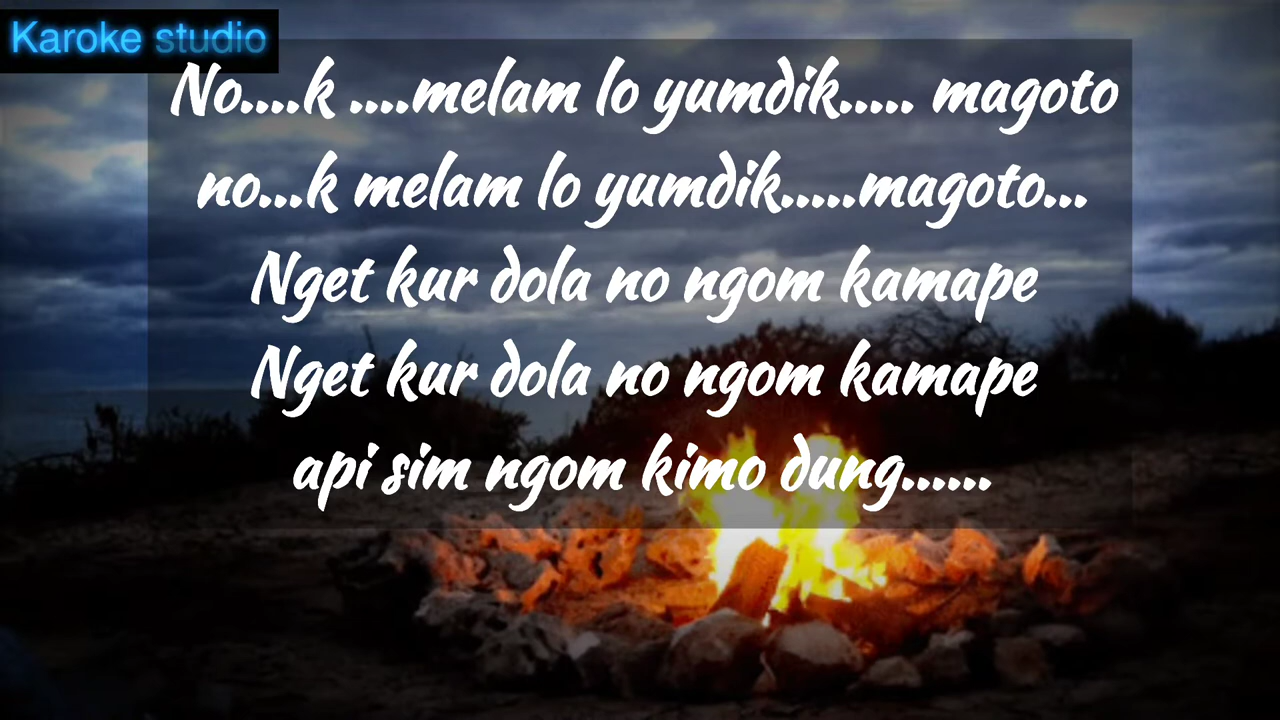 Karoke studio
No....k ....melam lo yumdik..... magoto
no...k melam lo yumdik.....magoto...
Nget kur dola no ngom kamape
Nget kur dola no ngom kamape
api sim ngom kimo dung......